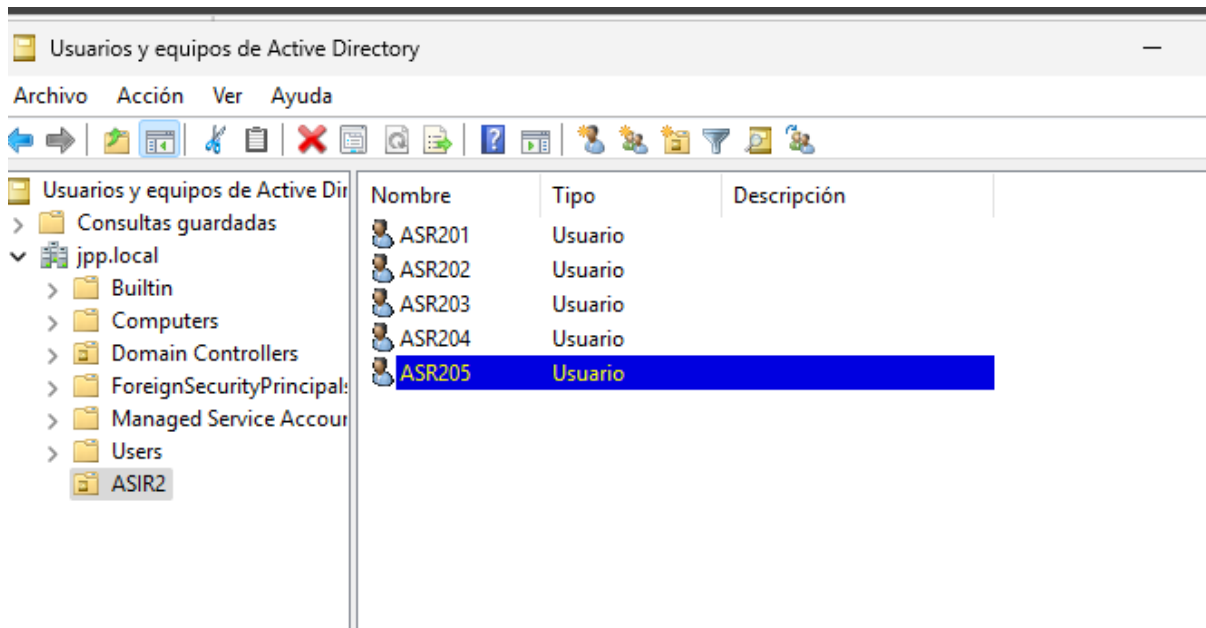 Usuarios y equipos de Active Directory
Archivo Acción Ver Ayuda
Usuarios y equipos de Active Dir
Consultas guardadas
jpp.local
Builtin
Computers
Domain Controllers
ForeignSecurityPrincipals
Managed Service Accour
Users
ASIR2
Nombre Tipo Descripción
ASR201 Usuario
ASR202 Usuario
ASR203 Usuario
ASR204 Usuario
ASR205 Usuario